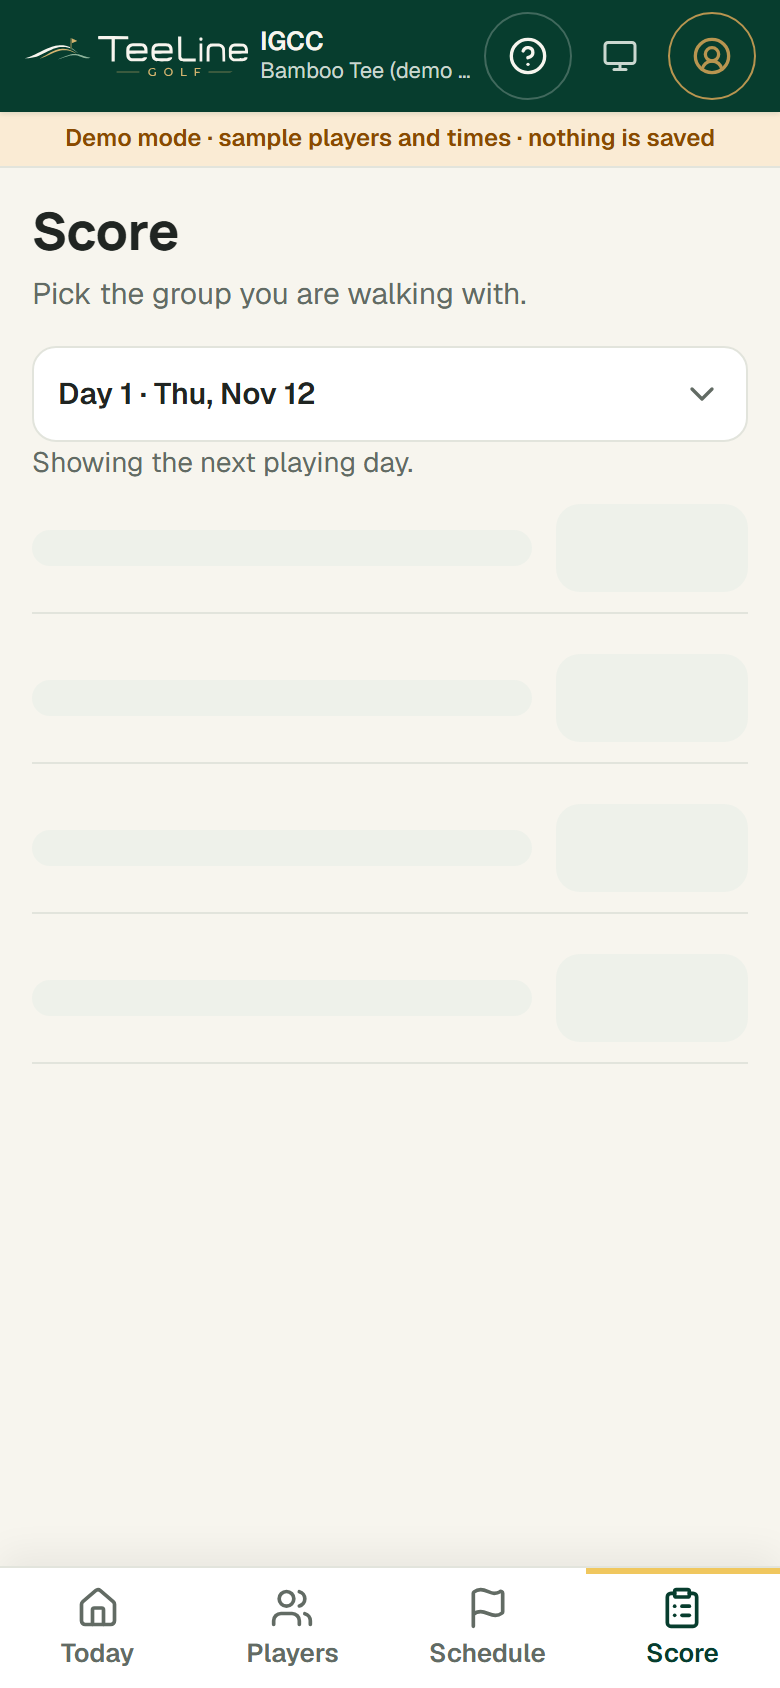 TeeLine
GOLF
IGCC
Bamboo Tee (demo ...
Demo mode · sample players and times · nothing is saved
Score
Pick the group you are walking with.
Day 1 · Thu, Nov 12
Showing the next playing day.
Today
Players
Schedule
Score